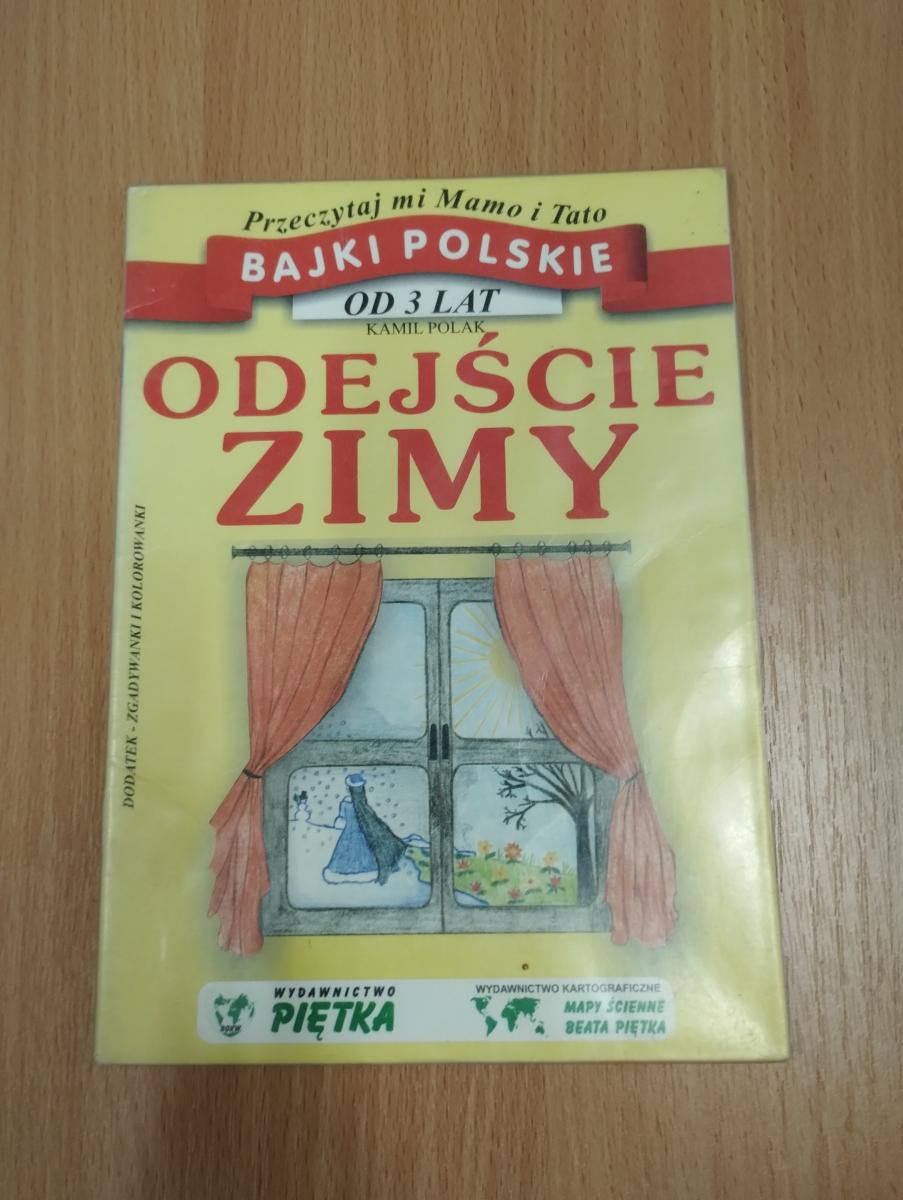 Przeczytaj mi Mamo i Tato
BAJKI POLSKIE
OD 3 LAT
KAMIL POLAK
ODEJŚCIE
ZIMY
DODATEK - ZGADYWANKI I KOLOROWANKI
WYDAWNICTWO
PIĘTKA
WYDAWNICTWO KARTOGRAFICZNE
MAPY ŚCIENNE
BEATA PIĘTKA